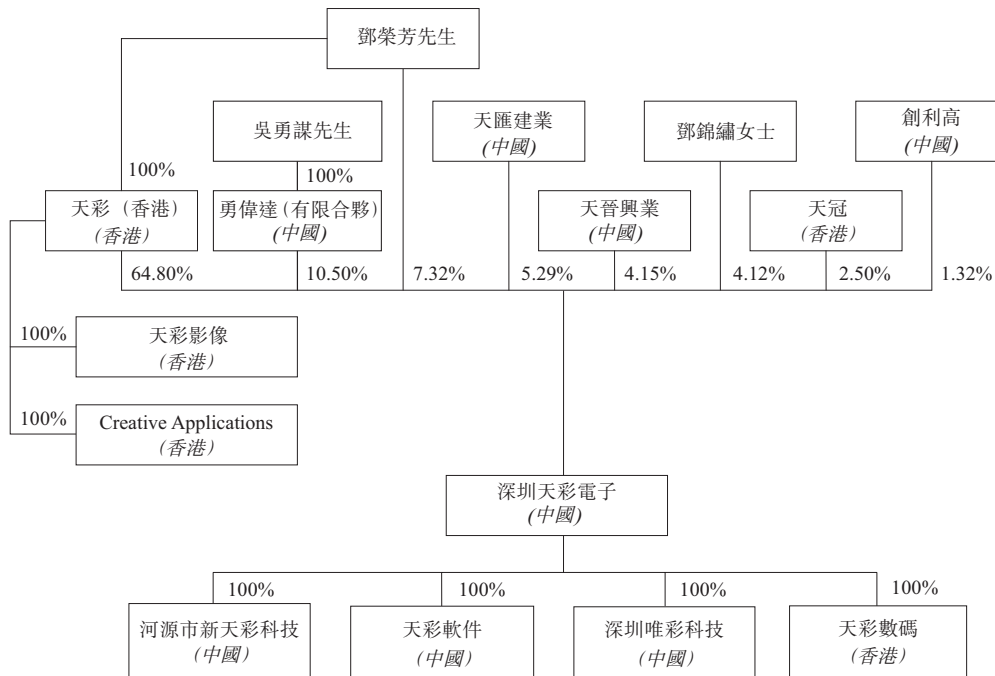 鄧榮芳先生
吳勇謀先生
天匯建業
(中國)
鄧錦繡女士
創利高
(中國)
100%
100%
天彩（香港）
(香港)
勇偉達(有限合夥)
(中國)
天晉興業
(中國)
天冠
(香港)
64.80%
10.50%
7.32%
5.29%
4.15%
4.12%
2.50%
1.32%
100%
天彩影像
(香港)
100%
Creative Applications
(香港)
深圳天彩電子
(中國)
100%
100%
100%
100%
河源市新天彩科技
(中國)
天彩軟件
(中國)
深圳唯彩科技
(中國)
天彩數碼
(香港)